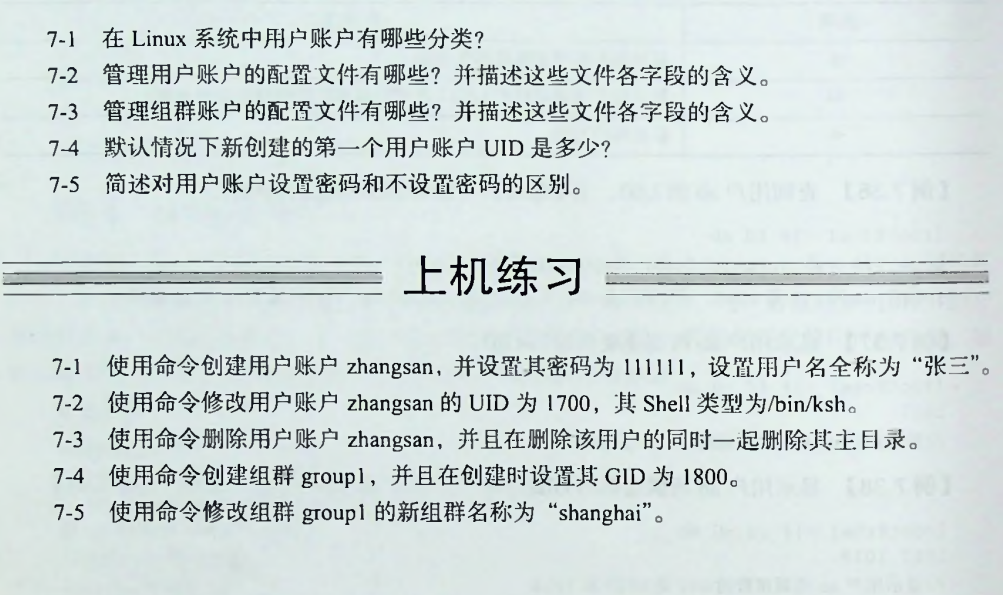 7-1 在 Linux 系统中用户账户有哪些分类?
7-2 管理用户账户的配置文件有哪些? 并描述这些文件各字段的含义。
7-3 管理组群账户的配置文件有哪些? 并描述这些文件各字段的含义。
7-4 默认情况下新创建的第一个用户账户 UID 是多少?
7-5 简述对用户账户设置密码和不设置密码的区别。
上机练习
7-1 使用命令创建用户账户 zhangsan，并设置其密码为 111111，设置用户名全称为“张三”。
7-2 使用命令修改用户账户 zhangsan 的 UID 为 1700，其 Shell 类型为/bin/ksh。
7-3 使用命令删除用户账户 zhangsan，并且在删除该用户的同时一起删除其主目录。
7-4 使用命令创建组群 group1，并且在创建时设置其 GID 为 1800。
7-5 使用命令修改组群 group1 的新组群名称为“shanghai”。